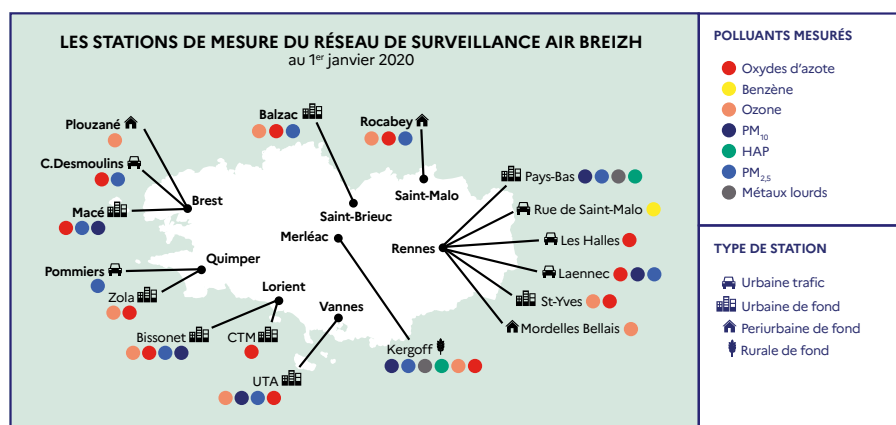 LES STATIONS DE MESURE DU RÉSEAU DE SURVEILLANCE AIR BREIZH
au 1er janvier 2020
Balzac
Rocabey
Plouzané
C.Desmoulins
Macé
Brest
Saint-Brieuc
Saint-Malo
Merléac
Rennes
Pays-Bas
Rue de Saint-Malo
Les Halles
Laennec
St-Yves
Mordelles Bellais
Pommiers
Quimper
Zola
Lorient
Vannes
Bissonet
CTM
UTA
Kergoff
POLLUANTS MESURÉS
Oxydes d'azote
Benzène
Ozone
PM10
HAP
PM2,5
Métaux lourds
TYPE DE STATION
Urbaine trafic
Urbaine de fond
Periurbaine de fond
Rurale de fond